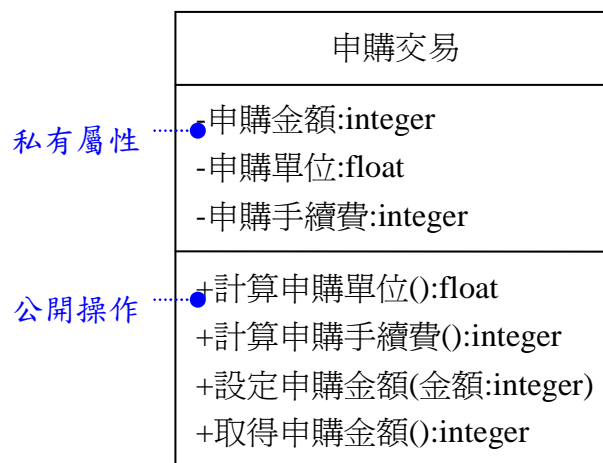 申購交易
私有屬性
-申購金額:integer
-申購單位:float
-申購手續費:integer
公開操作
+計算申購單位():float
+計算申購手續費():integer
+設定申購金額(金額:integer)
+取得申購金額():integer